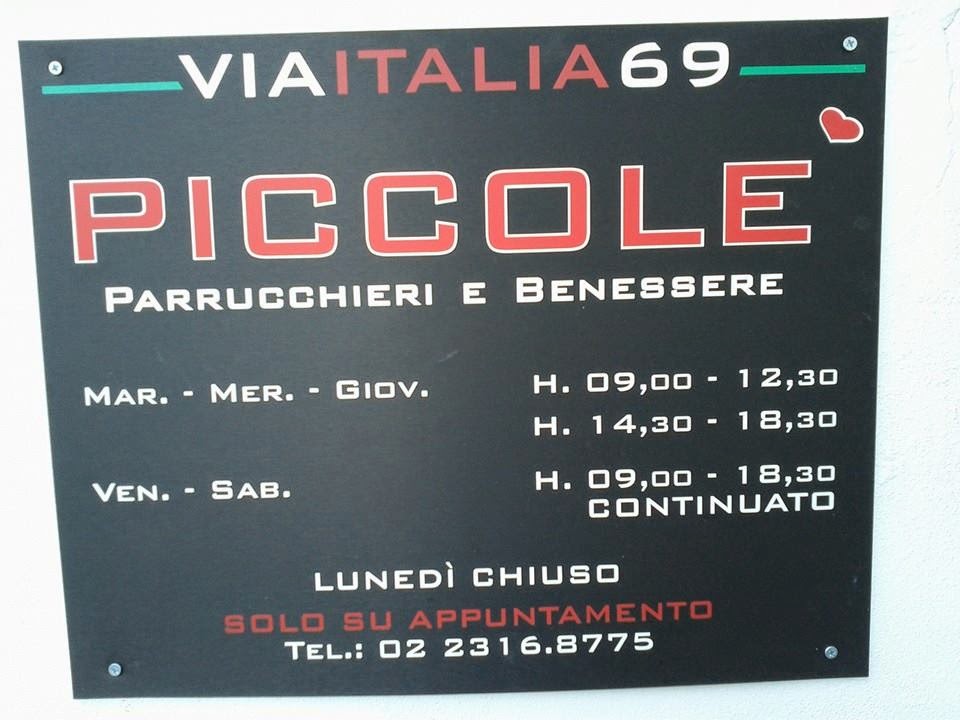 VIAITALIA69
PICCOLE
PARRUCCHIERI E BENESSERE
MAR. - MER. - GIOV. H. 09,00 - 12,30
H. 14,30 - 18,30
VEN. - SAB. H. 09,00 - 18,30
CONTINUATO
LUNEDÌ CHIUSO
SOLO SU APPUNTAMENTO
TEL.: 02 2316.8775